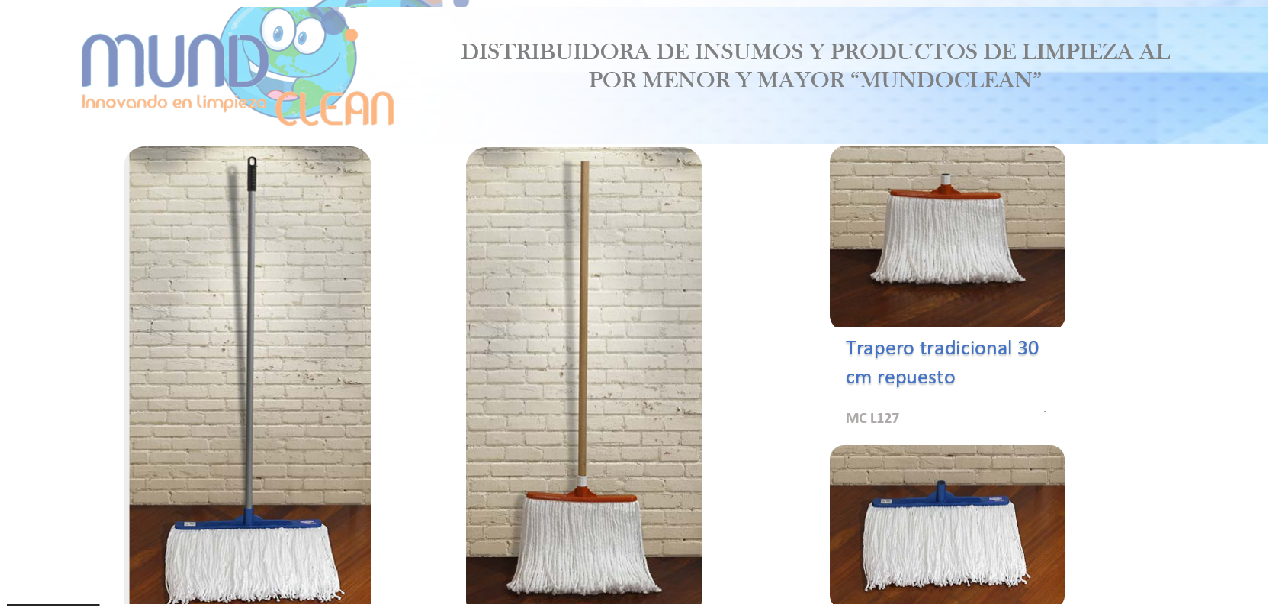 MUND
Innovando en limpieza
CLEAN
DISTRIBUIDORA DE INSUMOS Y PRODUCTOS DE LIMPIEZA AL
POR MENOR Y MAYOR “MUNDOCLEAN”
Trapero tradicional 30
cm repuesto
MC L127